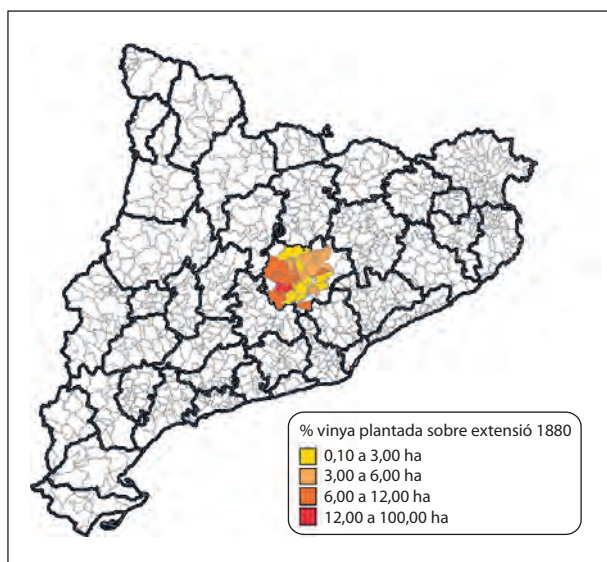 % vinya plantada sobre extensió 1880
0,10 a 3,00 ha
3,00 a 6,00 ha
6,00 a 12,00 ha
12,00 a 100,00 ha